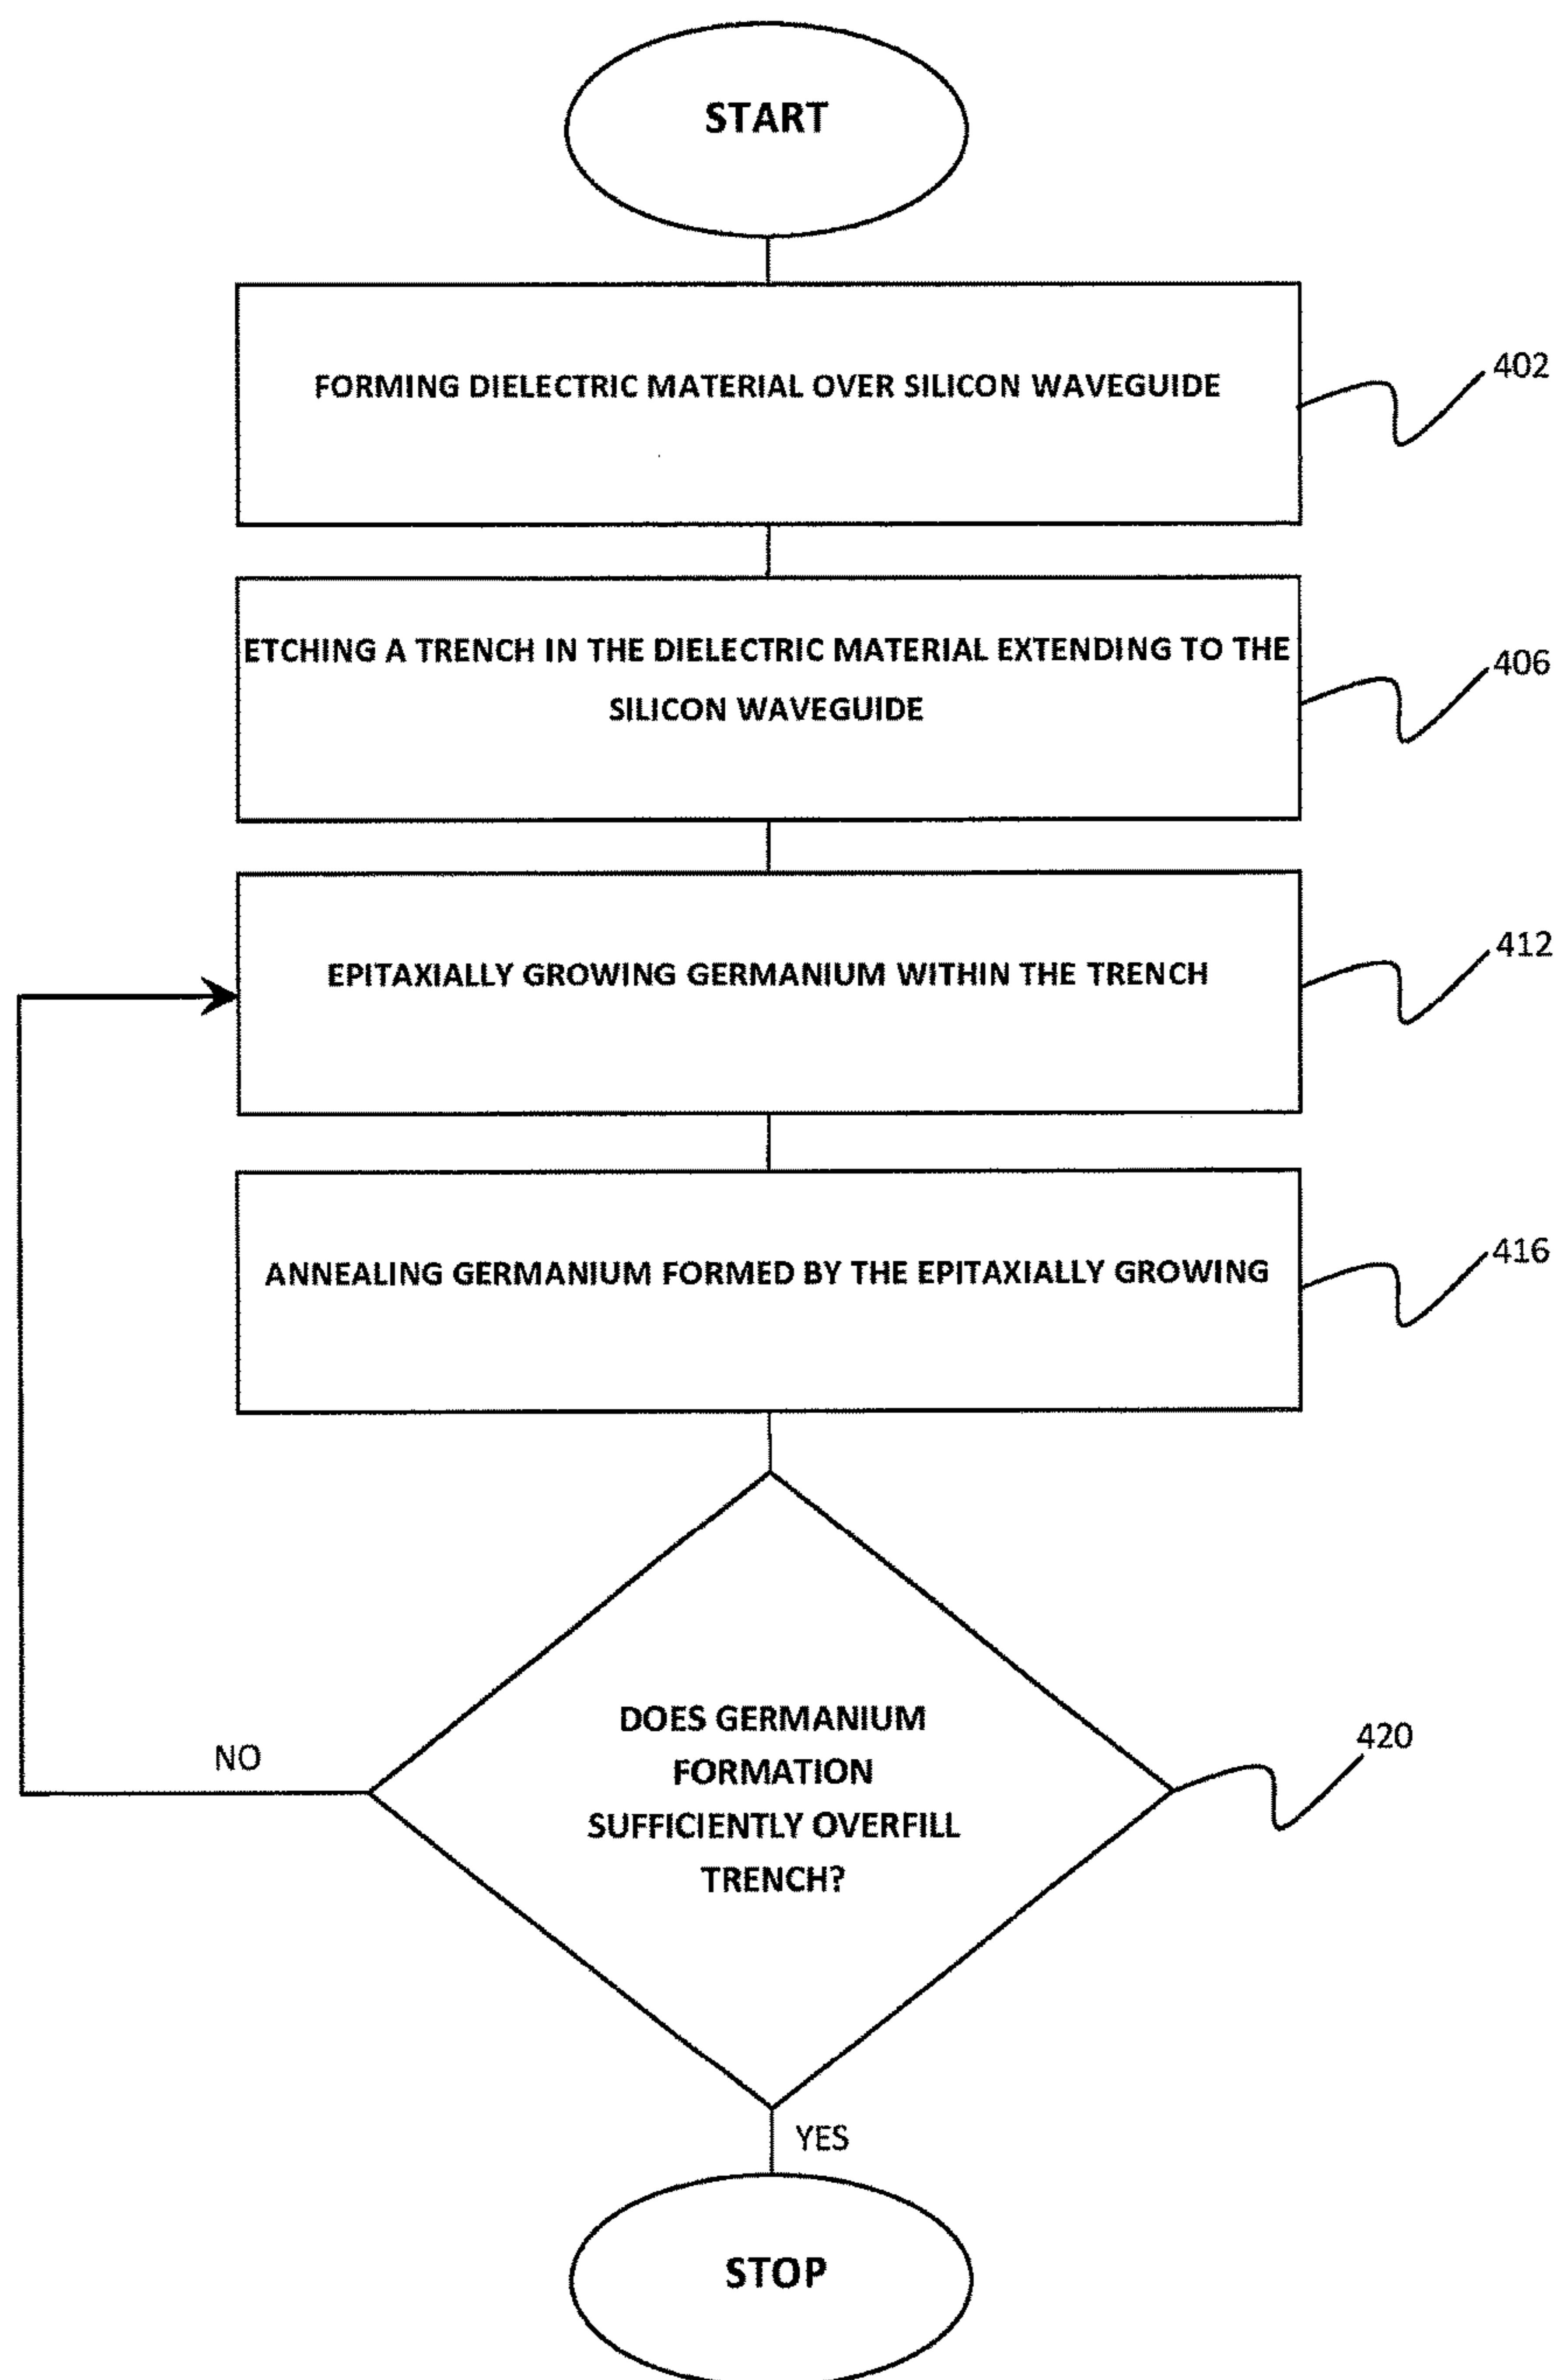 START
FORMING DIELECTRIC MATERIAL OVER SILICON WAVEGUIDE
402
ETCHING A TRENCH IN THE DIELECTRIC MATERIAL EXTENDING TO THE
SILICON WAVEGUIDE
406
EPITAXIALLY GROWING GERMANIUM WITHIN THE TRENCH
412
ANNEALING GERMANIUM FORMED BY THE EPITAXIALLY GROWING
416
DOES GERMANIUM
FORMATION
SUFFICIENTLY OVERFILL
TRENCH?
420
NO
YES
STOP